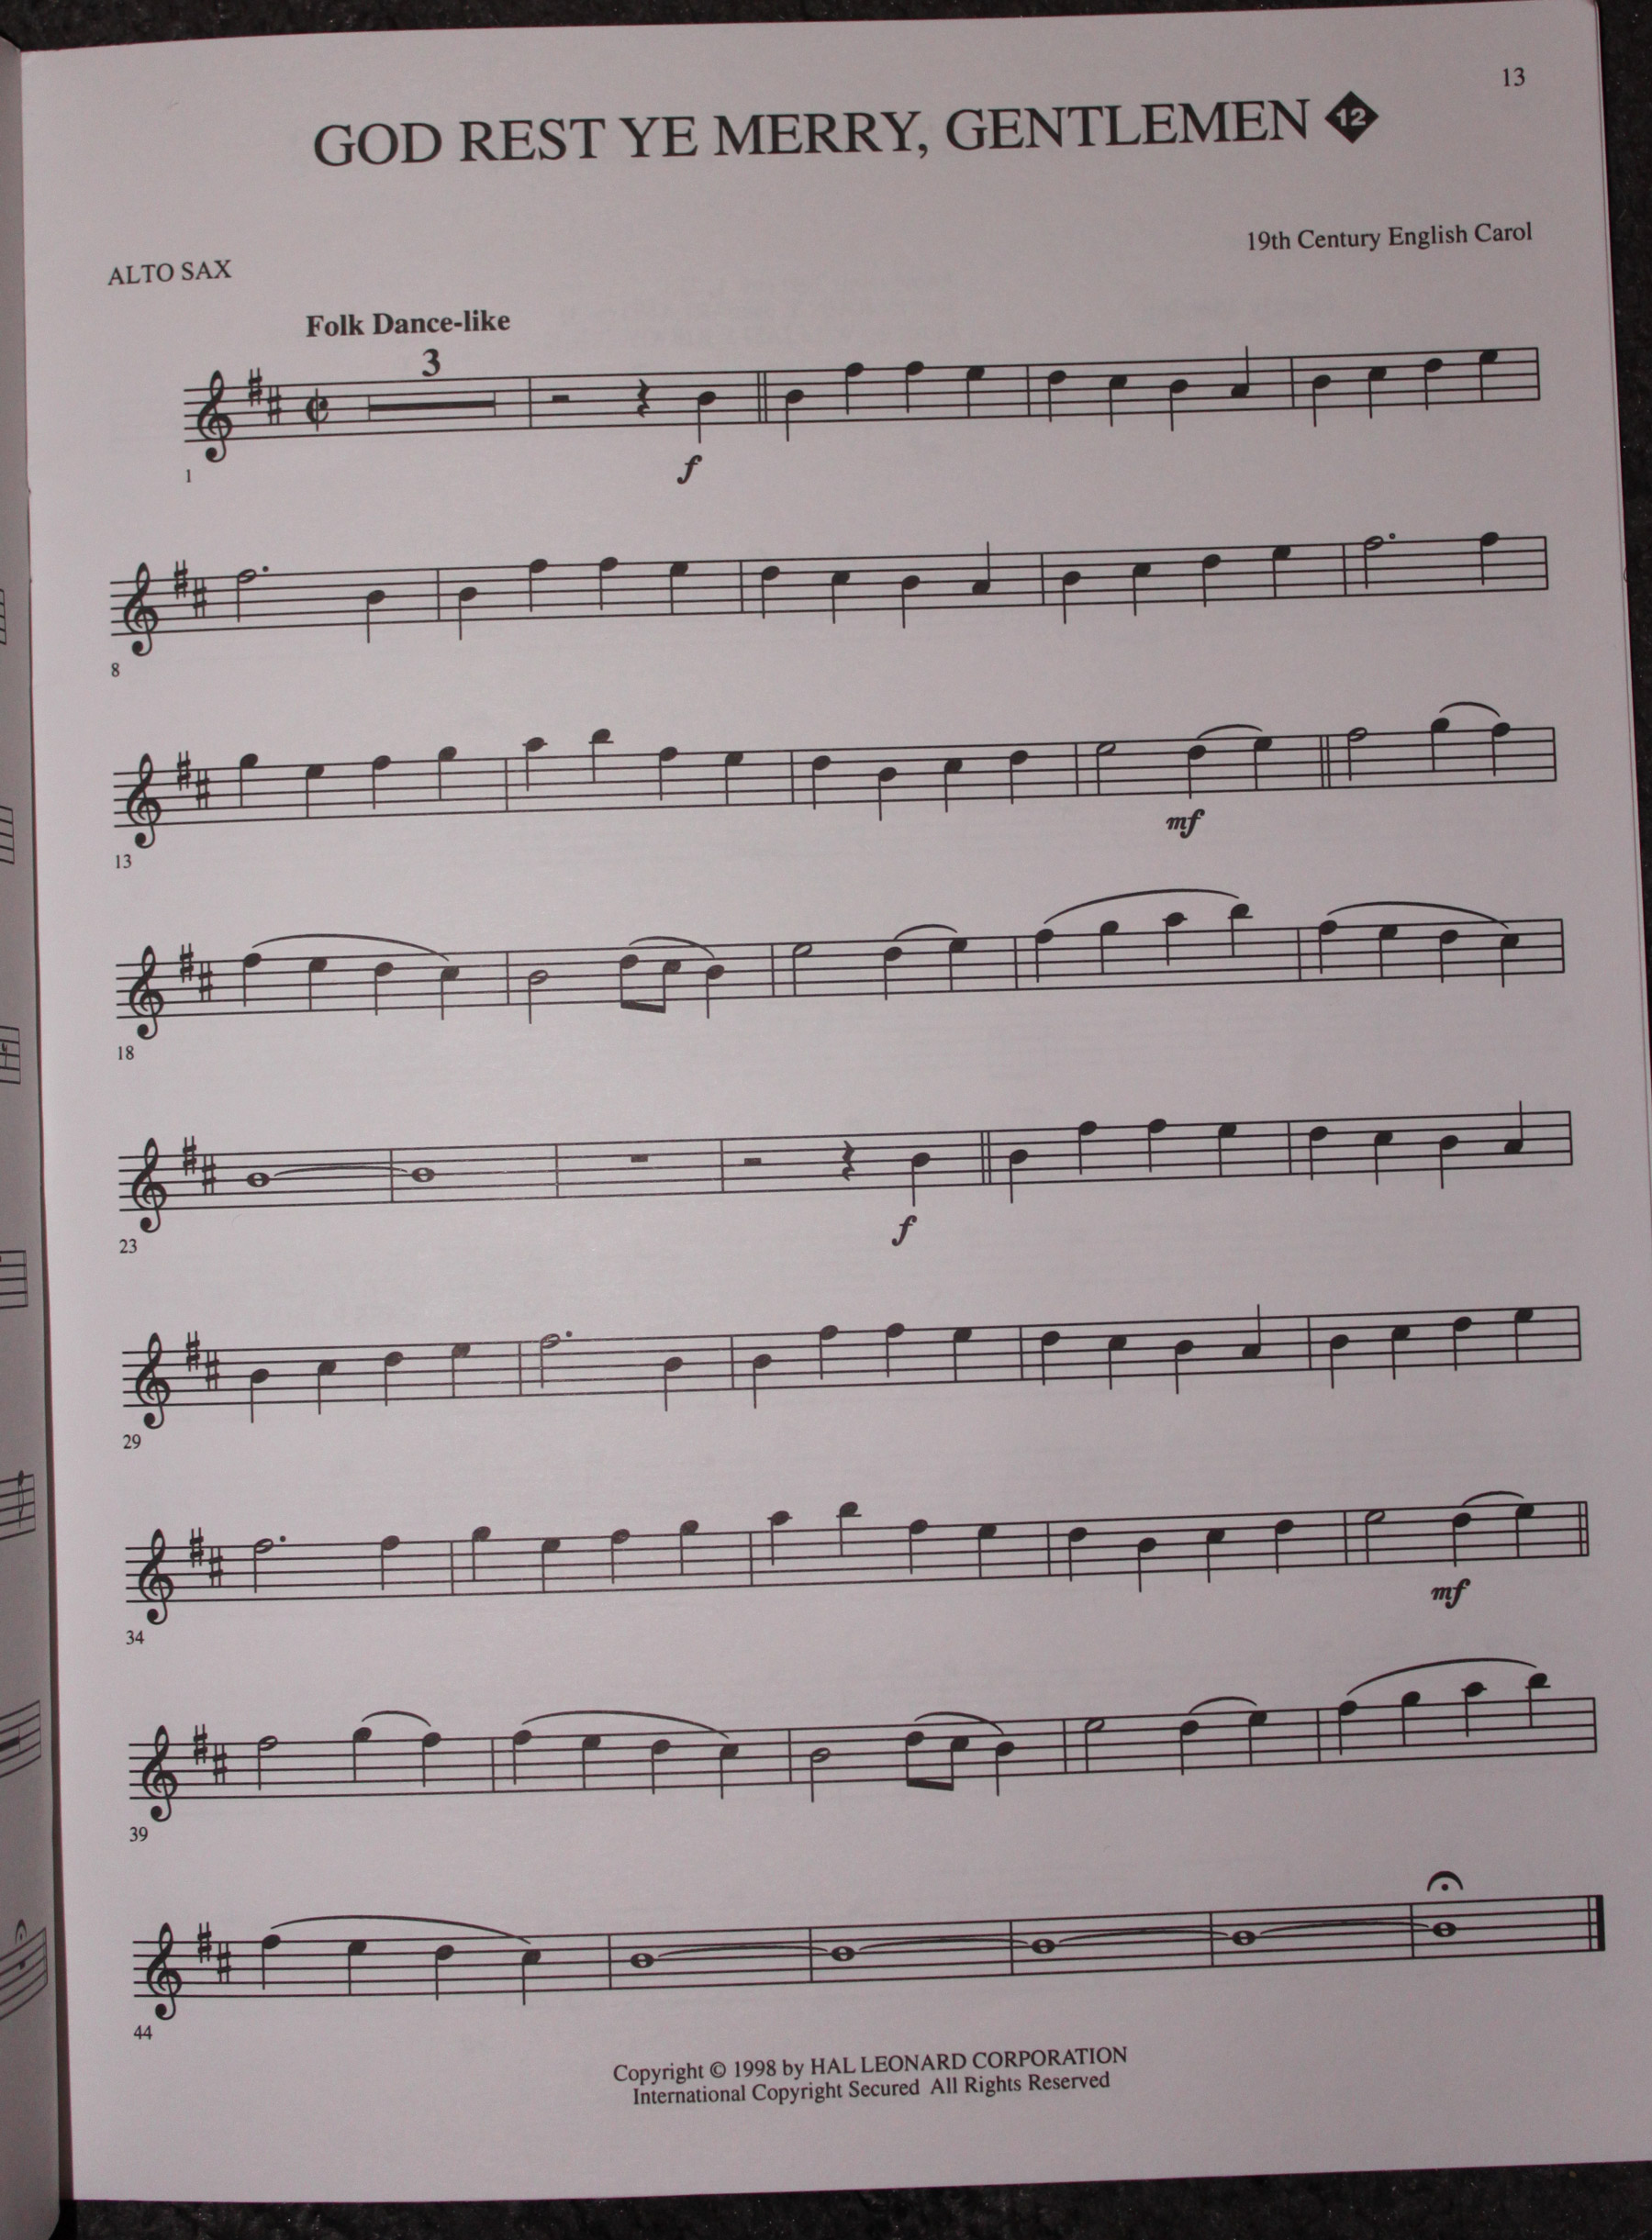 13
GOD REST YE MERRY, GENTLEMEN 12
19th Century English Carol
ALTO SAX
Folk Dance-like
3
f
1
8
mf
13
18
f
23
29
mf
34
39
44
Copyright © 1998 by HAL LEONARD CORPORATION
International Copyright Secured All Rights Reserved